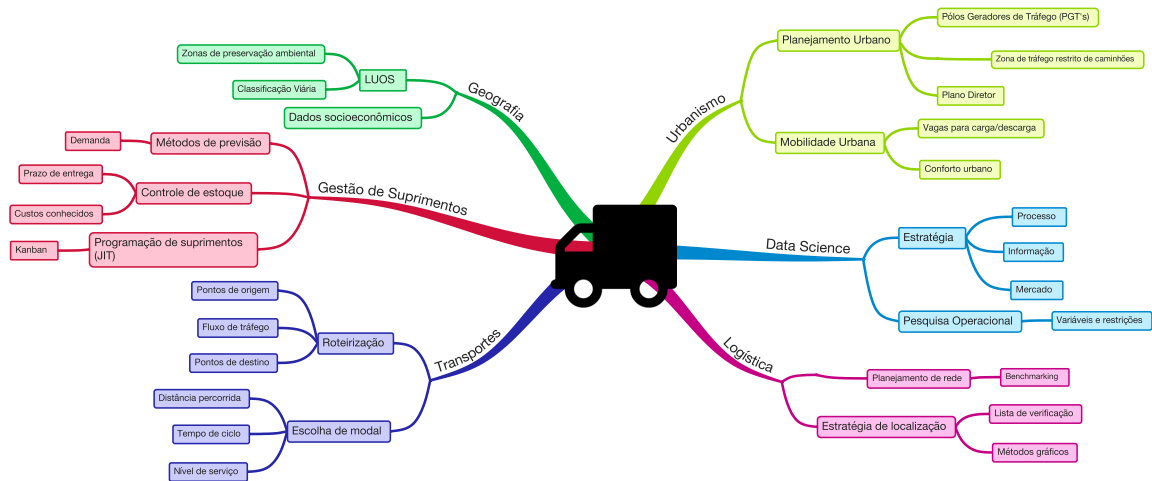 Geografia
LUOS
Zonas de preservação ambiental
Classificação Viária
Dados socioeconômicos
Gestão de Suprimentos
Métodos de previsão
Demanda
Controle de estoque
Prazo de entrega
Custos conhecidos
Programação de suprimentos
(JIT)
Kanban
Transportes
Roteirização
Pontos de origem
Fluxo de tráfego
Pontos de destino
Escolha de modal
Distância percorrida
Tempo de ciclo
Nível de serviço
Urbanismo
Planejamento Urbano
Pólos Geradores de Tráfego (PGT's)
Zona de tráfego restrito de caminhões
Plano Diretor
Mobilidade Urbana
Vagas para carga/descarga
Conforto urbano
Data Science
Estratégia
Processo
Informação
Mercado
Pesquisa Operacional
Variáveis e restrições
Logística
Planejamento de rede
Benchmarking
Estratégia de localização
Lista de verificação
Métodos gráficos